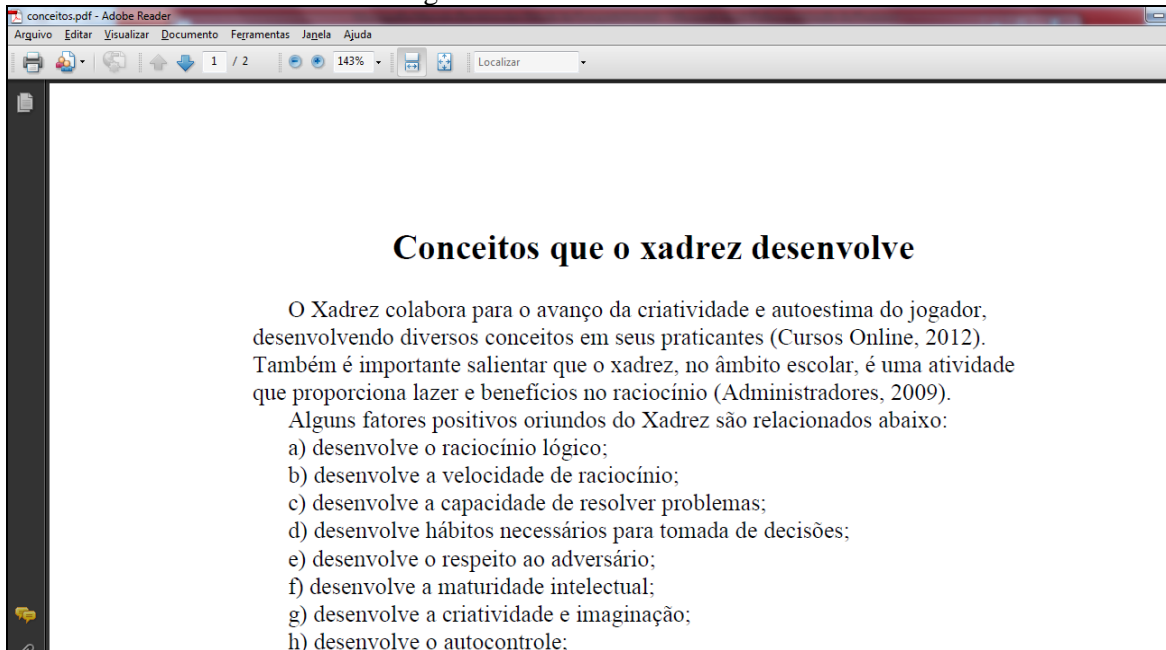 conceitos.pdf - Adobe Reader
Arquivo Editar Visualizar Documento Ferramentas Janela Ajuda
1 / 2 143% Localizar
Conceitos que o xadrez desenvolve
O Xadrez colabora para o avanço da criatividade e autoestima do jogador,
desenvolvendo diversos conceitos em seus praticantes (Cursos Online, 2012).
Também é importante salientar que o xadrez, no âmbito escolar, é uma atividade
que proporciona lazer e benefícios no raciocínio (Administradores, 2009).
Alguns fatores positivos oriundos do Xadrez são relacionados abaixo:
a) desenvolve o raciocínio lógico;
b) desenvolve a velocidade de raciocínio;
c) desenvolve a capacidade de resolver problemas;
d) desenvolve hábitos necessários para tomada de decisões;
e) desenvolve o respeito ao adversário;
f) desenvolve a maturidade intelectual;
g) desenvolve a criatividade e imaginação;
h) desenvolve o autocontrole;